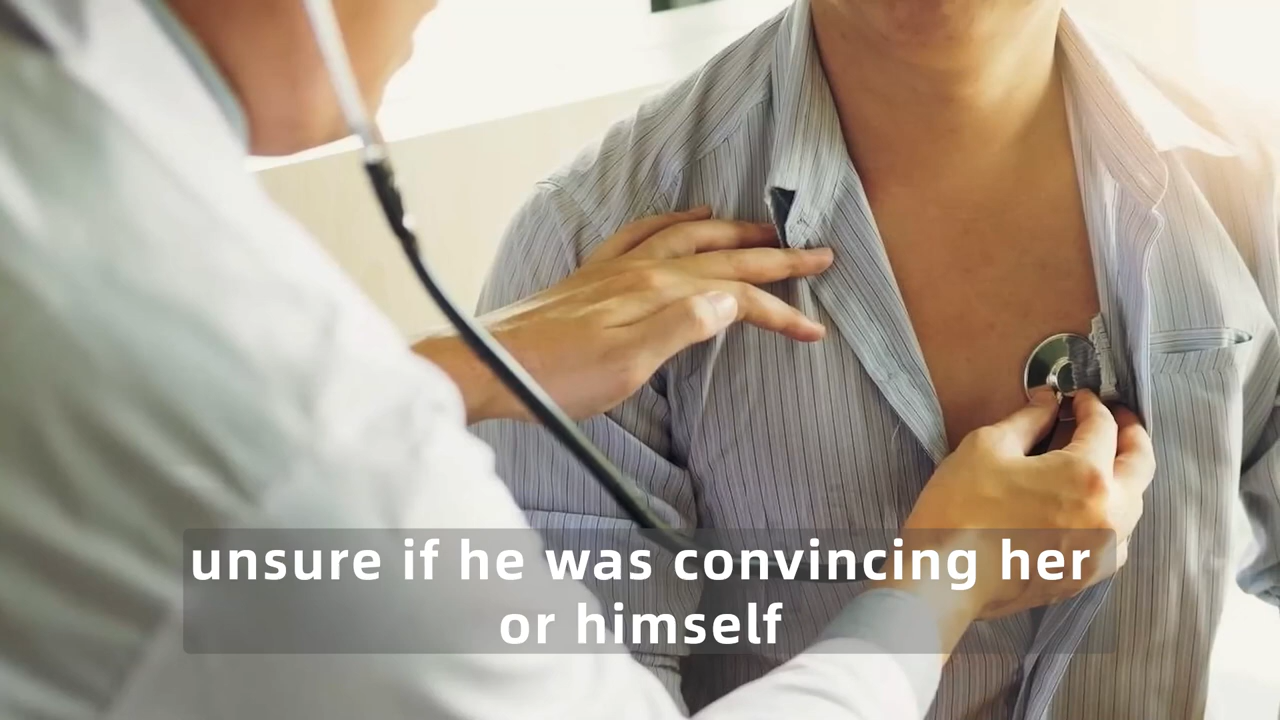 unsure if he was convincing her
or himself